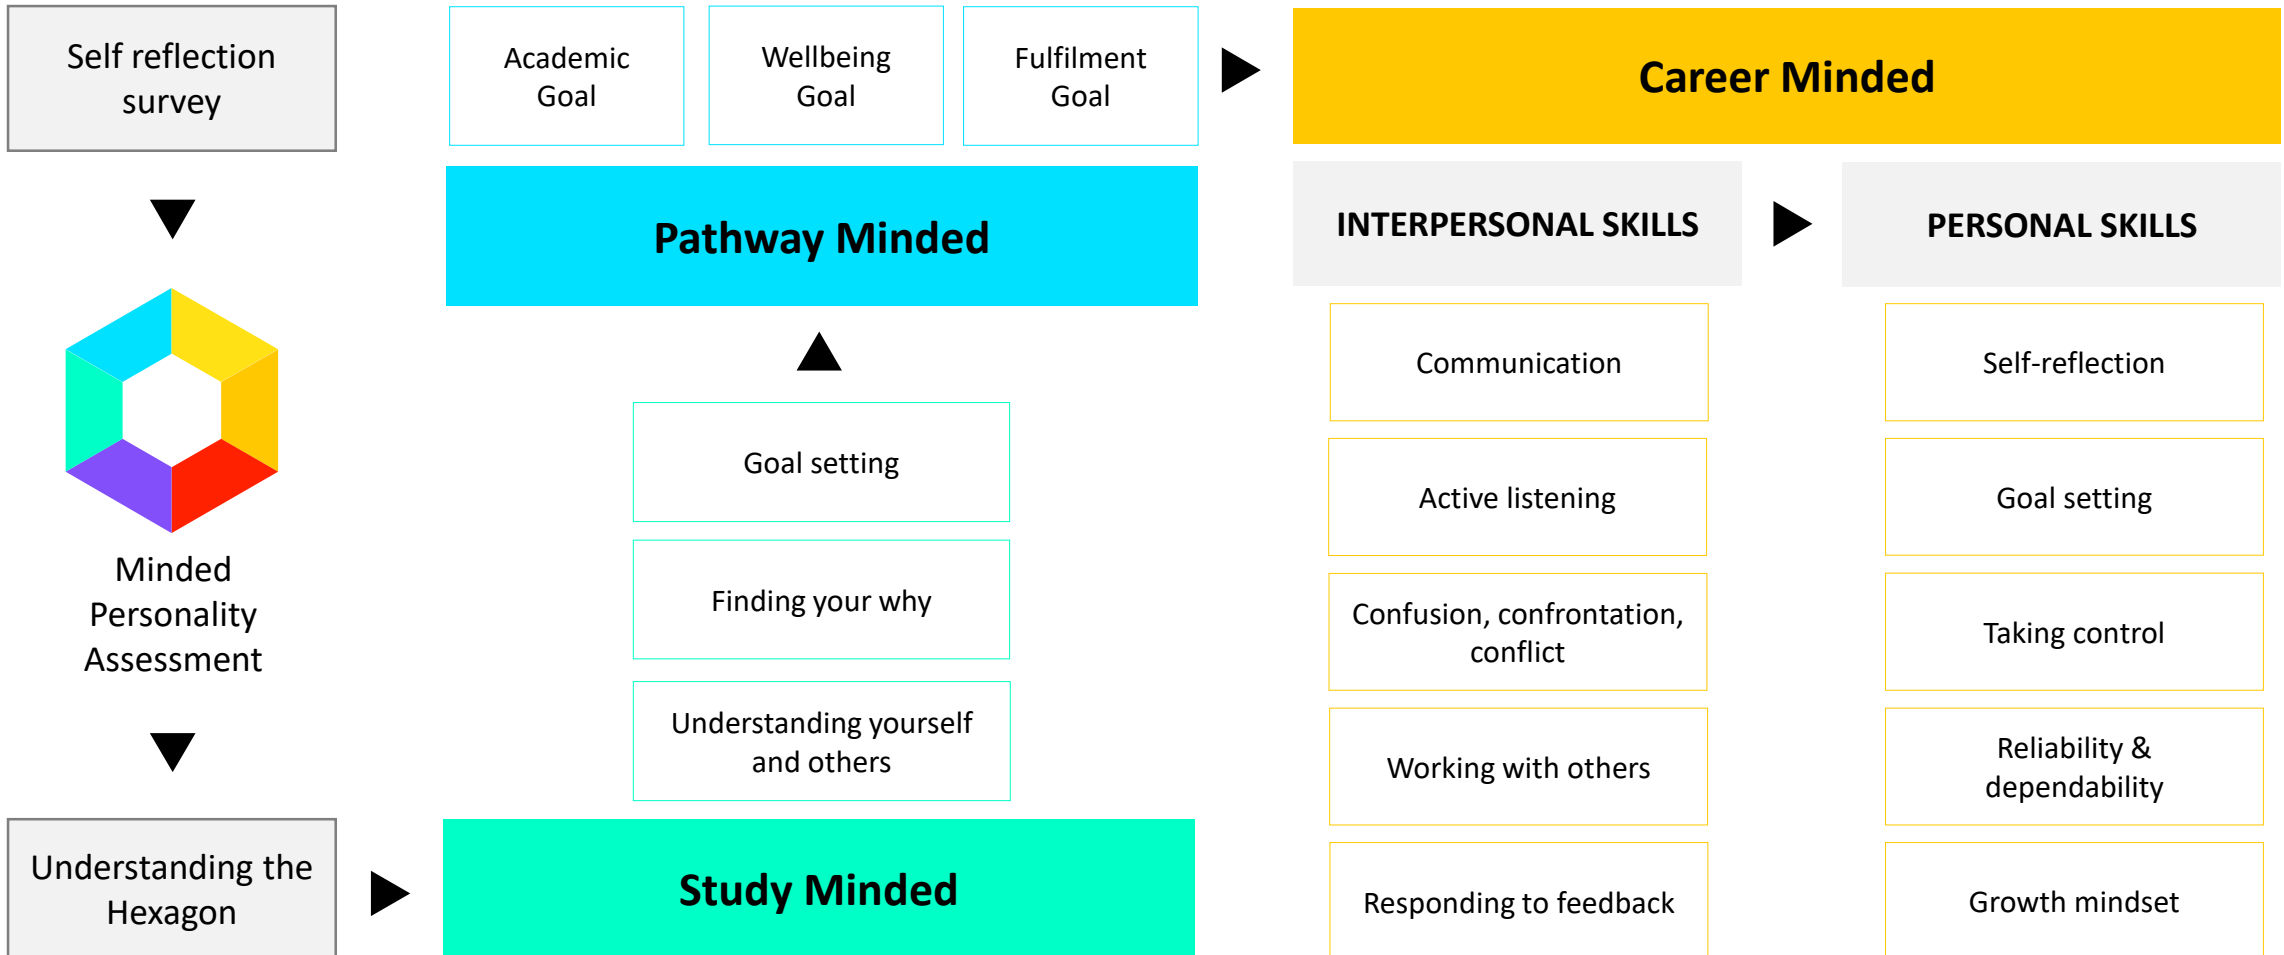 Self reflection
survey
Minded
Personality
Assessment
Understanding the
Hexagon
Academic
Goal
Wellbeing
Goal
Fulfilment
Goal
Pathway Minded
Goal setting
Finding your why
Understanding yourself
and others
Study Minded
Career Minded
INTERPERSONAL SKILLS
Communication
Active listening
Confusion, confrontation,
conflict
Working with others
Responding to feedback
PERSONAL SKILLS
Self-reflection
Goal setting
Taking control
Reliability &
dependability
Growth mindset